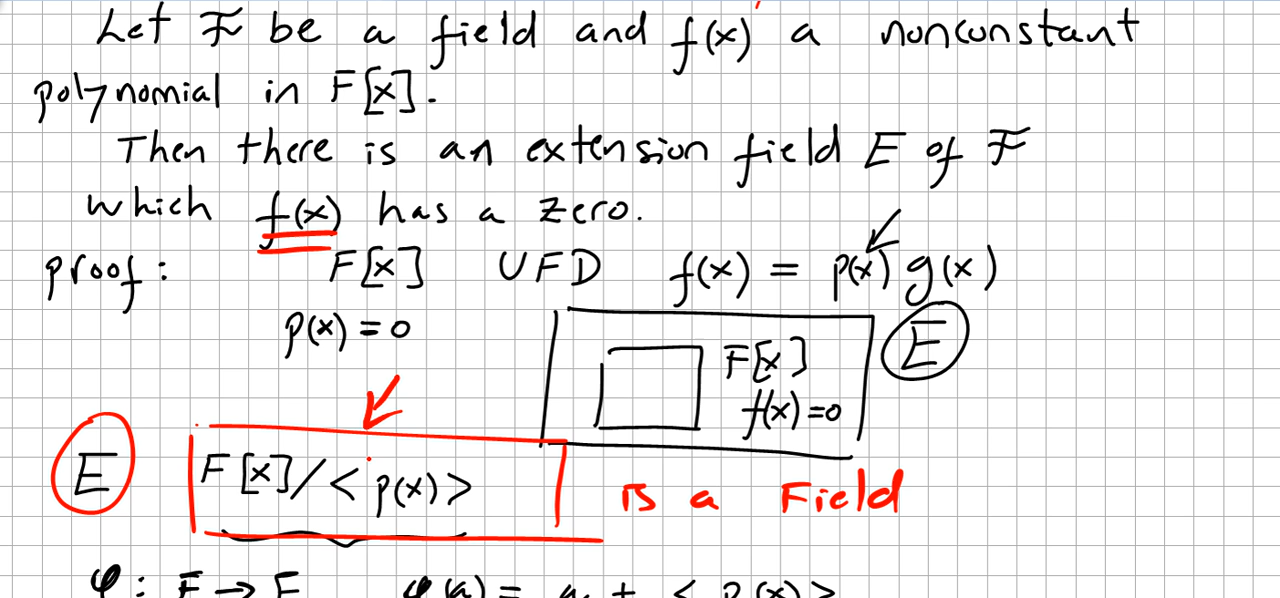 Let F be a field and f(x) a nonconstant
polynomial in F[x].
Then there is an extension field E of F
which f(x) has a zero.
proof: F[x] UFD f(x) = p(x) g(x)
p(x) = 0
F[x] E
f(x) = 0
E F[x]/<p(x)> is a Field
φ: F → E φ(a) = a + <p(x)>